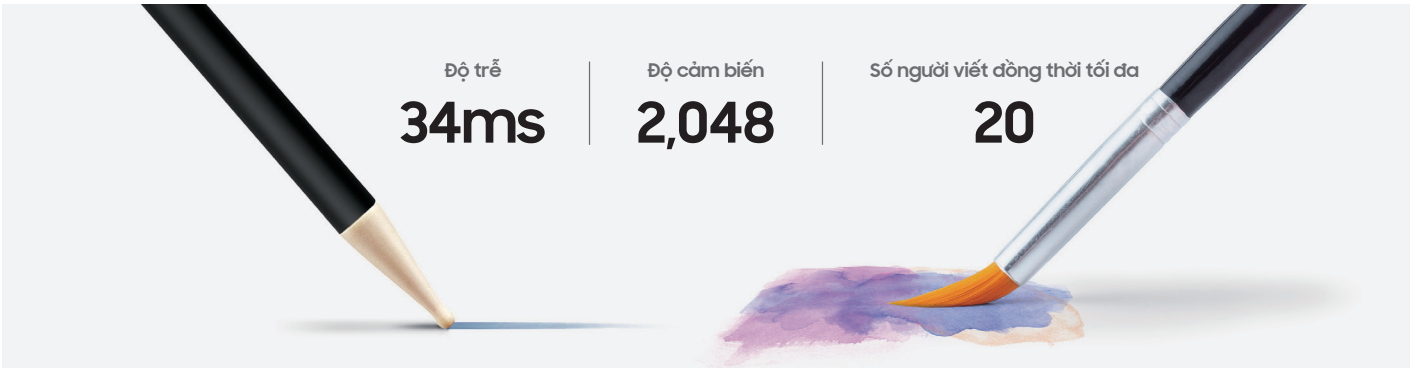 Độ trễ
34ms
Độ cảm biến
2,048
Số người viết đồng thời tối đa
20